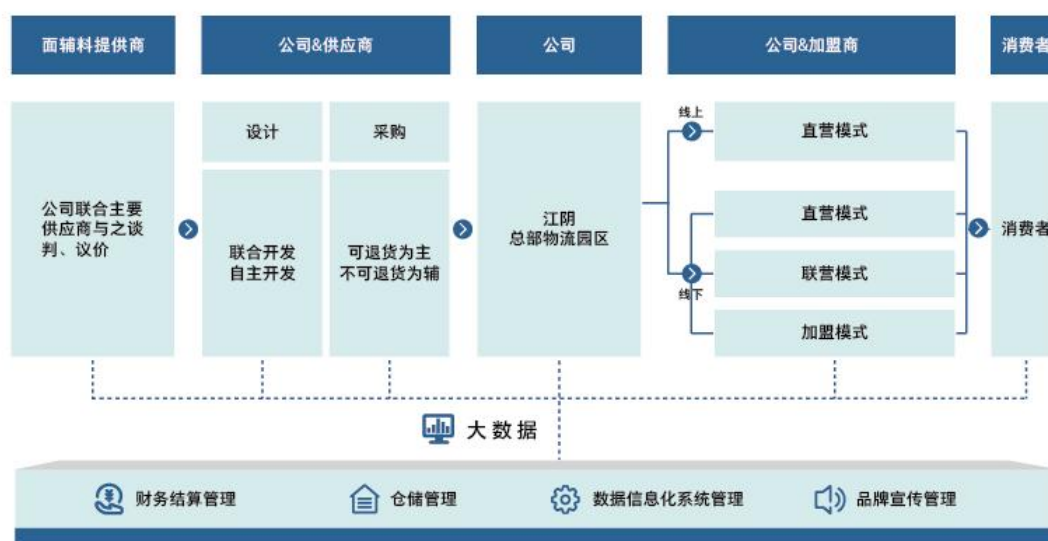 面辅料提供商
公司&供应商
公司
公司&加盟商
消费者
公司联合主要
供应商与之谈
判、议价
设计
采购
联合开发
自主开发
可退货为主
不可退货为辅
江阴
总部物流园区
线上
直营模式
直营模式
联营模式
线下
加盟模式
消费者
大数据
财务结算管理
仓储管理
数据信息化系统管理
品牌宣传管理